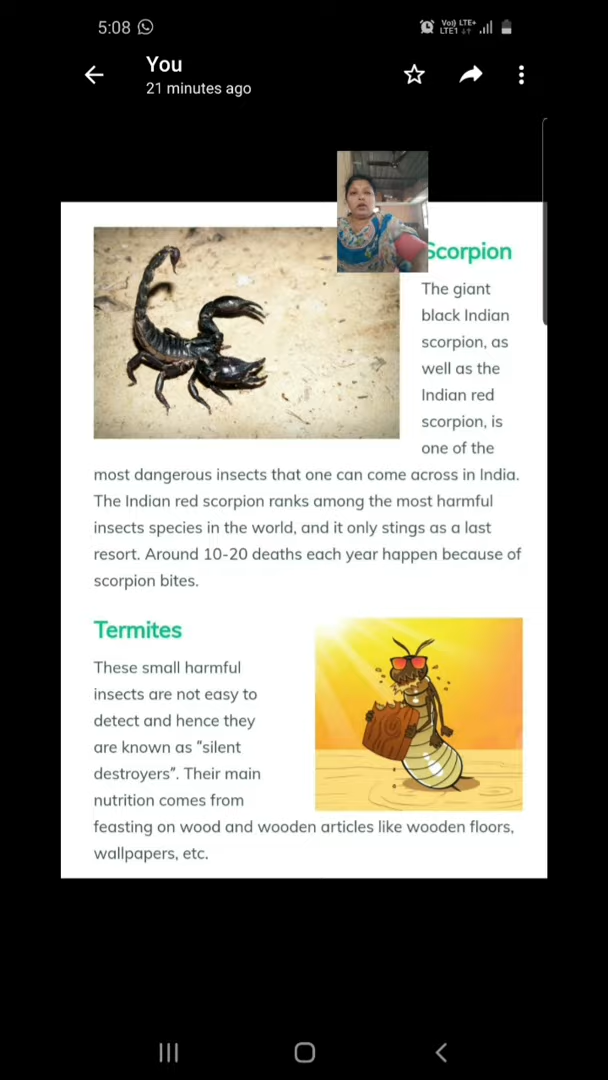 5:08
Vo) LTE+
LTE1 ↓↑
You
21 minutes ago
Scorpion
The giant
black Indian
scorpion, as
well as the
Indian red
scorpion, is
one of the
most dangerous insects that one can come across in India.
The Indian red scorpion ranks among the most harmful
insects species in the world, and it only stings as a last
resort. Around 10-20 deaths each year happen because of
scorpion bites.
Termites
These small harmful
insects are not easy to
detect and hence they
are known as "silent
destroyers". Their main
nutrition comes from
feasting on wood and wooden articles like wooden floors,
wallpapers, etc.